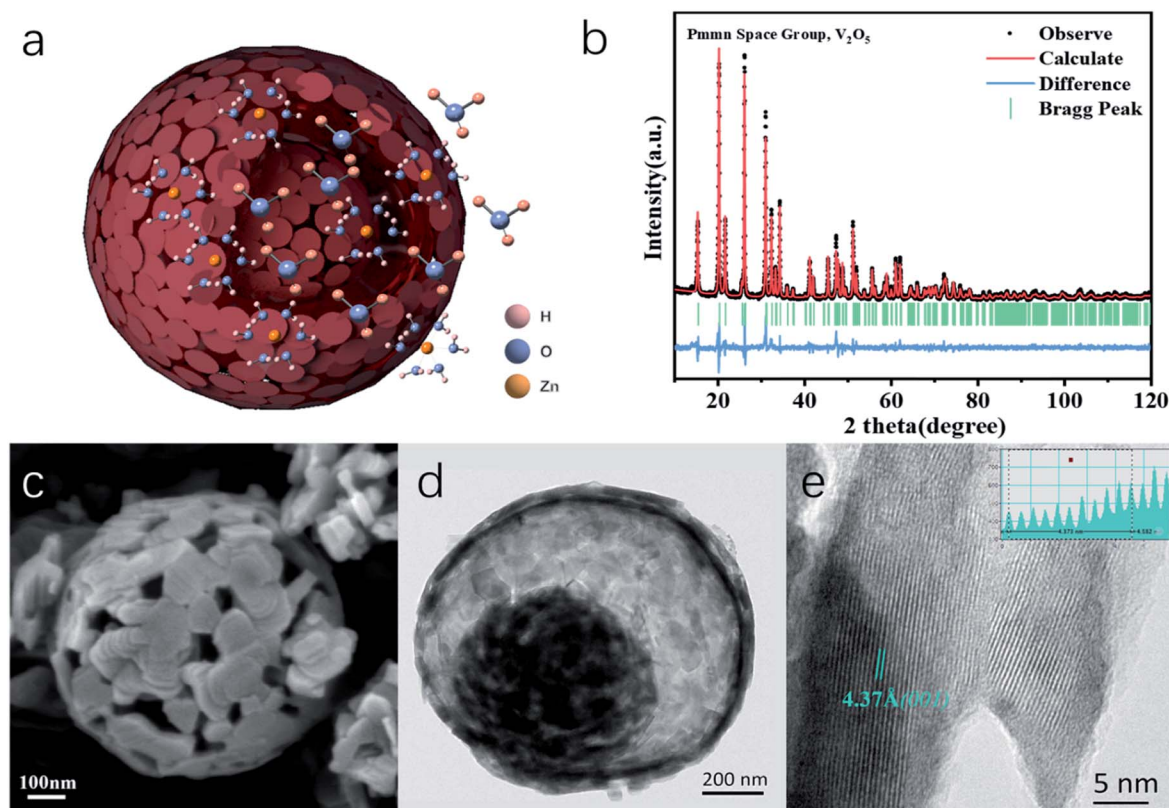 a
H
O
Zn
b
Pmmn Space Group, V₂O₅
Observe
Calculate
Difference
Bragg Peak
Intensity(a.u.)
20 40 60 80 100 120
2 theta(degree)
c
100nm
d
200 nm
e
4.37Å(001)
5 nm